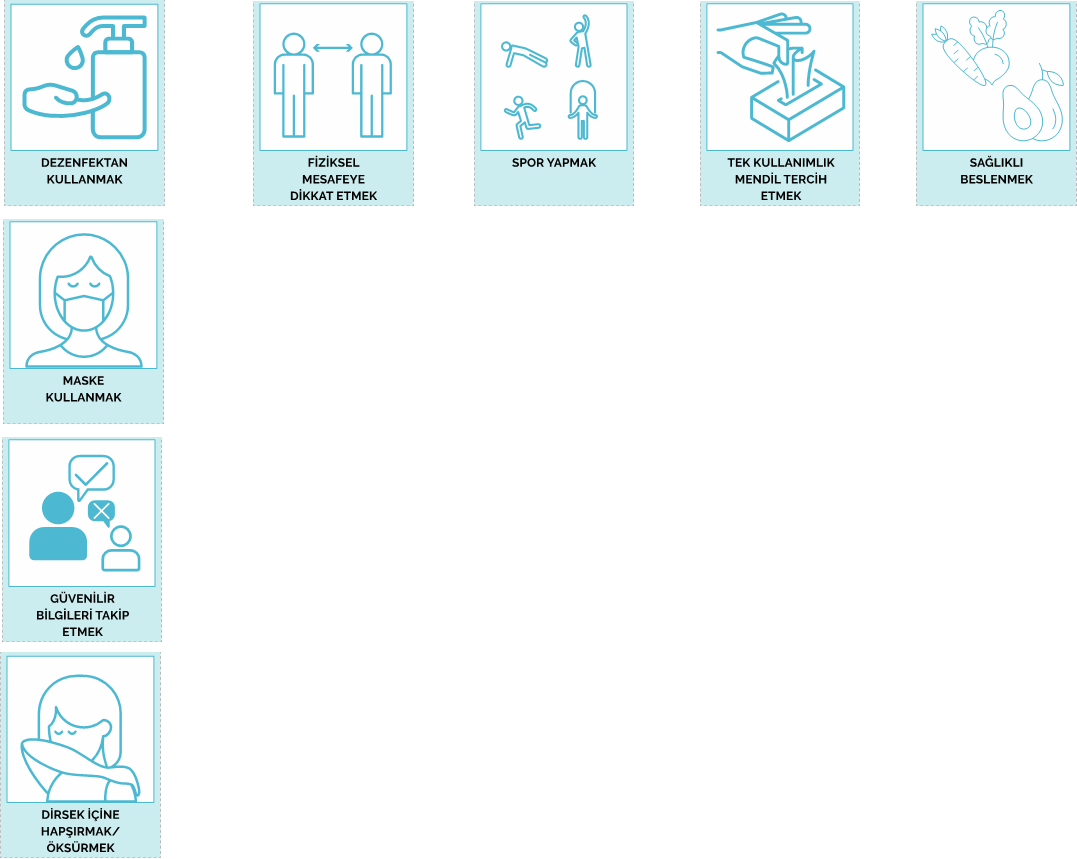 DEZENFEKTAN
KULLANMAK
FİZİKSEL
MESAFEYE
DİKKAT ETMEK
SPOR YAPMAK
TEK KULLANIMLIK
MENDİL TERCİH
ETMEK
SAĞLIKLI
BESLENMEK
MASKE
KULLANMAK
GÜVENİLİR
BİLGİLERİ TAKİP
ETMEK
DİRSEK İÇİNE
HAPŞIRMAK/
ÖKSÜRMEK